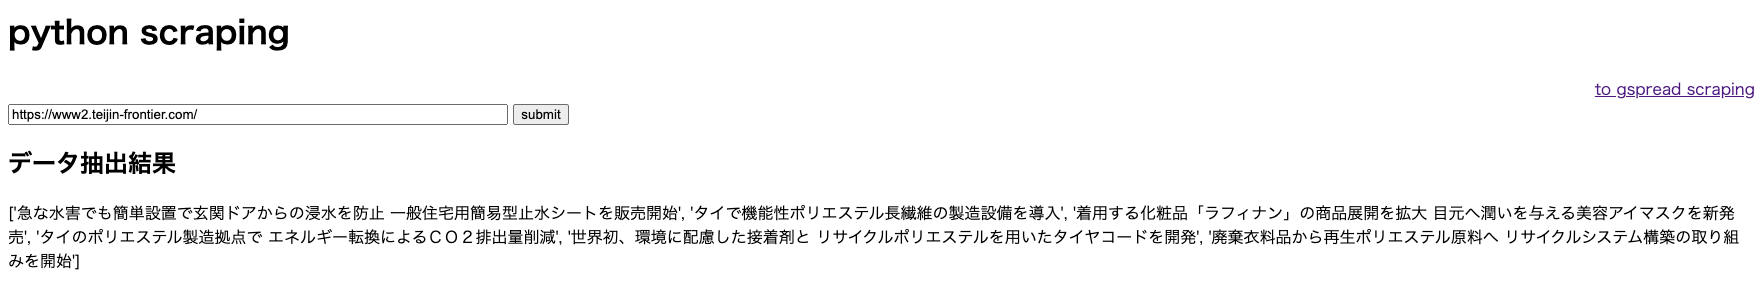 python scraping
to gspread scraping
https://www2.teijin-frontier.com/ submit
データ抽出結果
['急な水害でも簡単設置で玄関ドアからの浸水を防止 一般住宅用簡易型止水シートを販売開始', 'タイで機能性ポリエステル長繊維の製造設備を導入', '着用する化粧品「ラフィナン」の商品展開を拡大 目元へ潤いを与える美容アイマスクを新発
売', 'タイのポリエステル製造拠点で エネルギー転換によるＣＯ２排出量削減', '世界初、環境に配慮した接着剤と リサイクルポリエステルを用いたタイヤコードを開発', '廃棄衣料品から再生ポリエステル原料へ リサイクルシステム構築の取り組
みを開始']